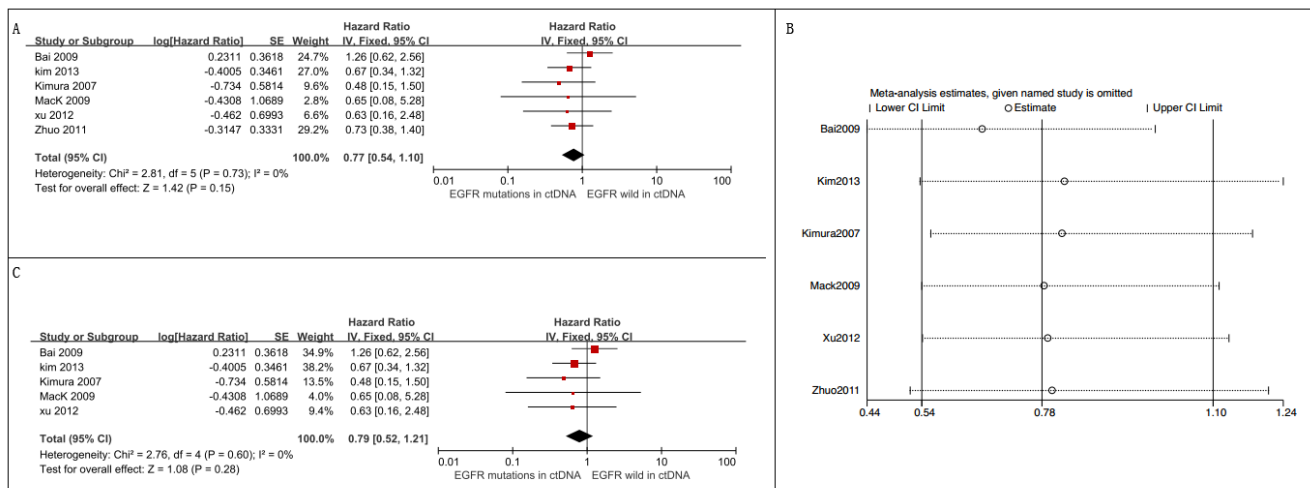 A
Hazard Ratio Hazard Ratio
Study or Subgroup log[Hazard Ratio] SE Weight IV, Fixed, 95% CI IV, Fixed, 95% CI
Bai 2009 0.2311 0.3618 24.7% 1.26 [0.62, 2.56]
kim 2013 -0.4005 0.3461 27.0% 0.67 [0.34, 1.32]
Kimura 2007 -0.734 0.5814 9.6% 0.48 [0.15, 1.50]
MacK 2009 -0.4308 1.0689 2.8% 0.65 [0.08, 5.28]
xu 2012 -0.462 0.6993 6.6% 0.63 [0.16, 2.48]
Zhuo 2011 -0.3147 0.3331 29.2% 0.73 [0.38, 1.40]
Total (95% CI) 100.0% 0.77 [0.54, 1.10]
Heterogeneity: Chi² = 2.81, df = 5 (P = 0.73); I² = 0%
Test for overall effect: Z = 1.42 (P = 0.15)
0.01 0.1 1 10 100
EGFR mutations in ctDNA EGFR wild in ctDNA
B
Meta-analysis estimates, given named study is omitted
Lower CI Limit Estimate Upper CI Limit
Bai2009
Kim2013
Kimura2007
Mack2009
Xu2012
Zhuo2011
0.44 0.54 0.78 1.10 1.24
C
Hazard Ratio Hazard Ratio
Study or Subgroup log[Hazard Ratio] SE Weight IV, Fixed, 95% CI IV, Fixed, 95% CI
Bai 2009 0.2311 0.3618 34.9% 1.26 [0.62, 2.56]
kim 2013 -0.4005 0.3461 38.2% 0.67 [0.34, 1.32]
Kimura 2007 -0.734 0.5814 13.5% 0.48 [0.15, 1.50]
MacK 2009 -0.4308 1.0689 4.0% 0.65 [0.08, 5.28]
xu 2012 -0.462 0.6993 9.4% 0.63 [0.16, 2.48]
Total (95% CI) 100.0% 0.79 [0.52, 1.21]
Heterogeneity: Chi² = 2.76, df = 4 (P = 0.60); I² = 0%
Test for overall effect: Z = 1.08 (P = 0.28)
0.01 0.1 1 10 100
EGFR mutations in ctDNA EGFR wild in ctDNA